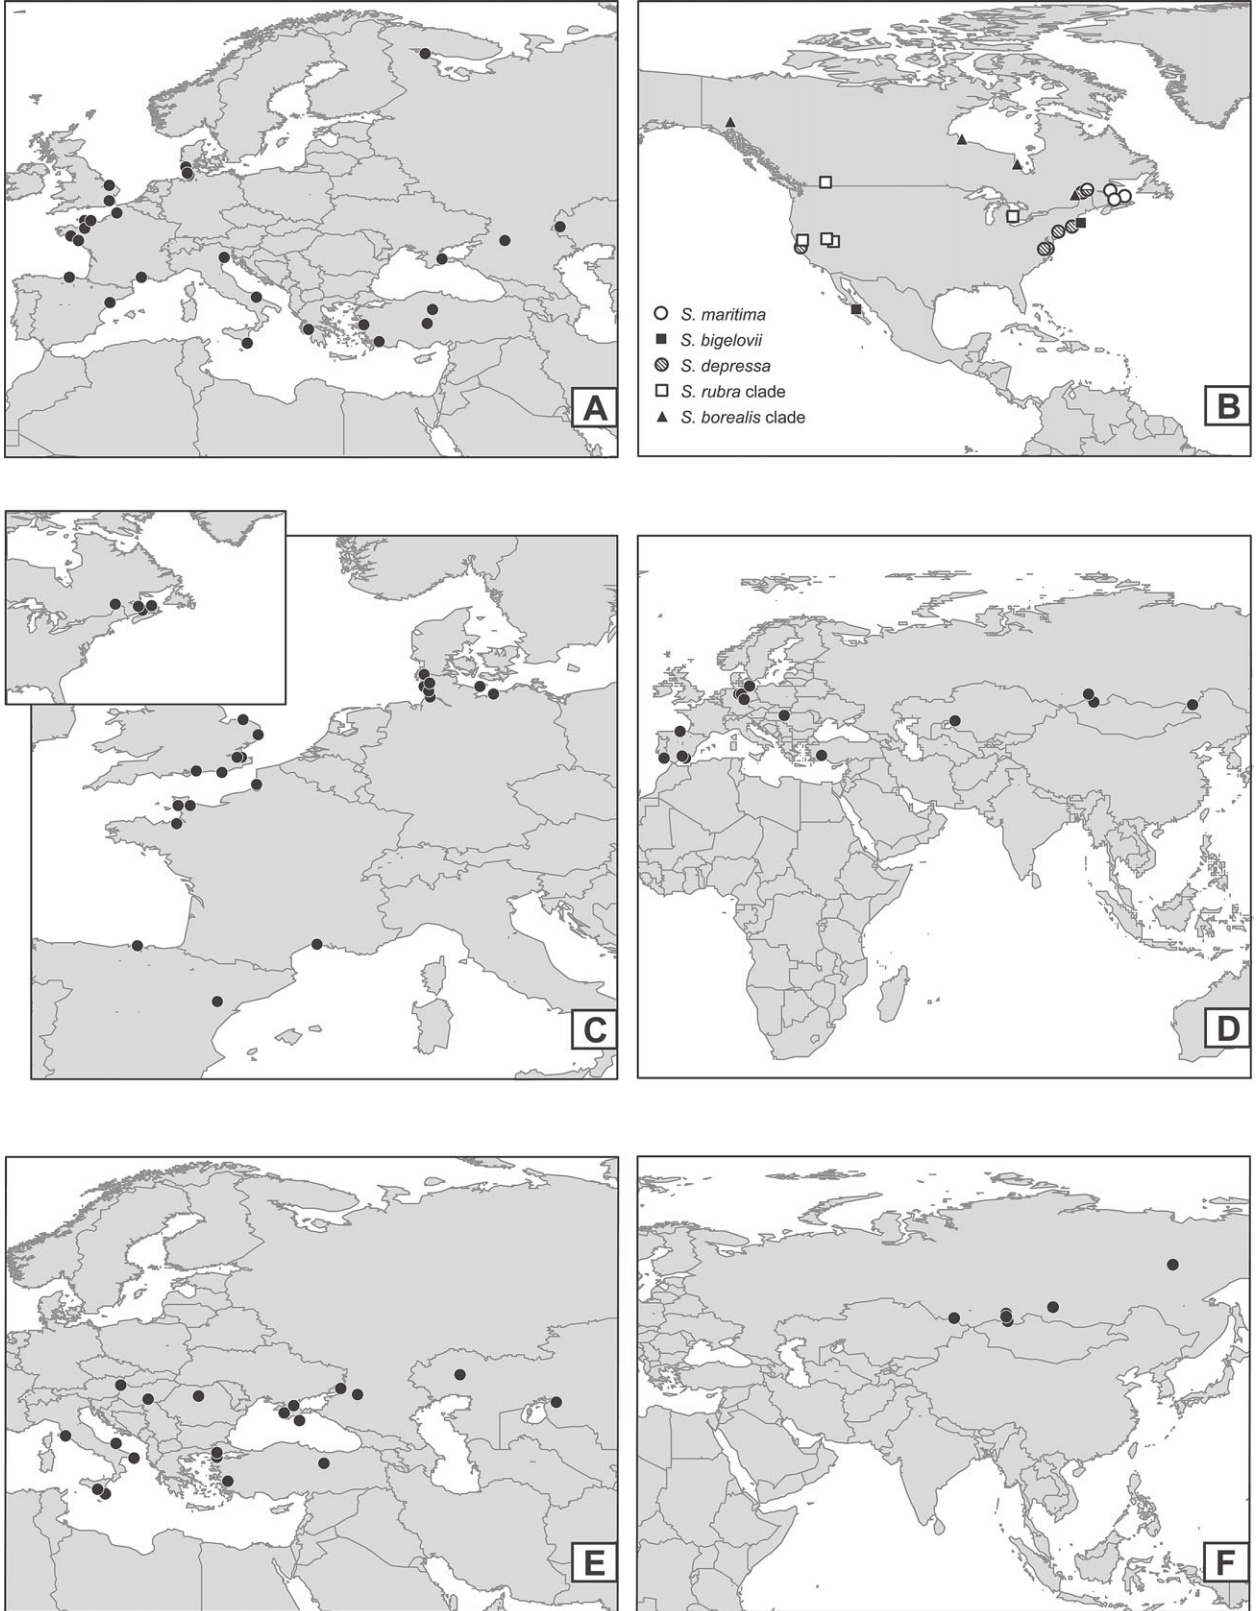 A
S. maritima
S. bigelovii
S. depressa
S. rubra clade
S. borealis clade
B
C
D
E
F